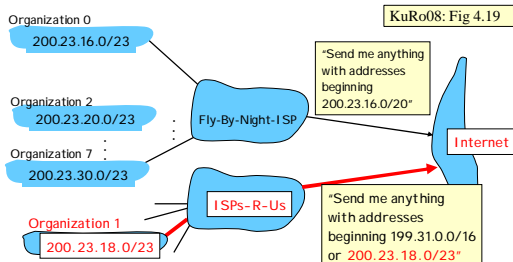 Organization 0
KuRo08: Fig 4.19
200.23.16.0/23
"Send me anything
with addresses
beginning
200.23.16.0/20"
Organization 2
200.23.20.0/23
Fly-By-Night-ISP
Internet
Organization 7
200.23.30.0/23
ISPs-R-Us
"Send me anything
with addresses
beginning 199.31.0.0/16
or 200.23.18.0/23"
Organization 1
200.23.18.0/23